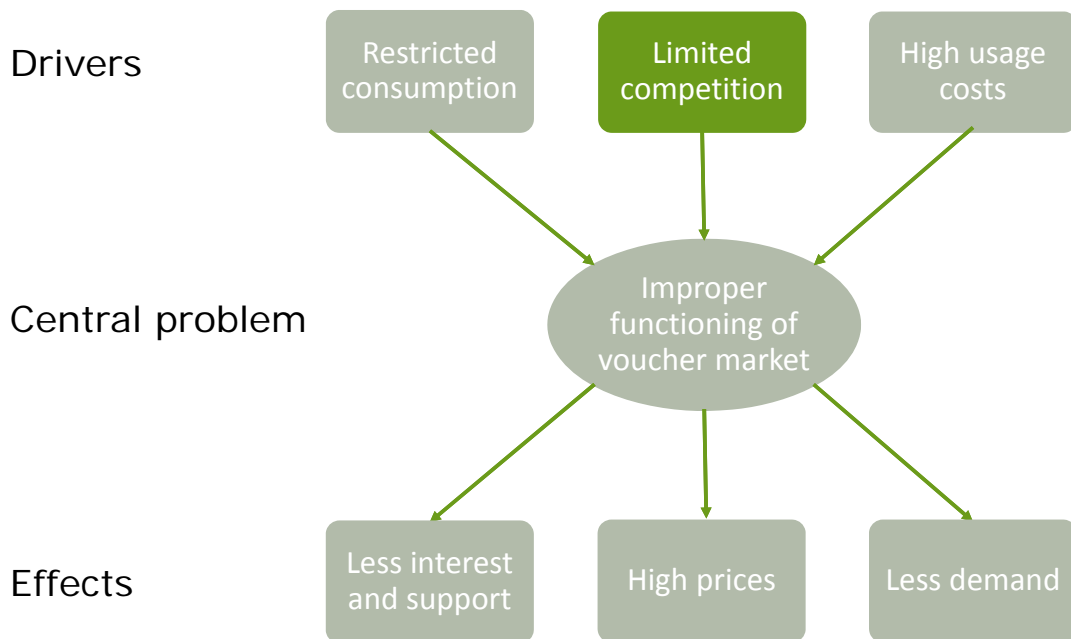 Drivers
Restricted
consumption
Limited
competition
High usage
costs
Central problem
Improper
functioning of
voucher market
Effects
Less interest
and support
High prices
Less demand